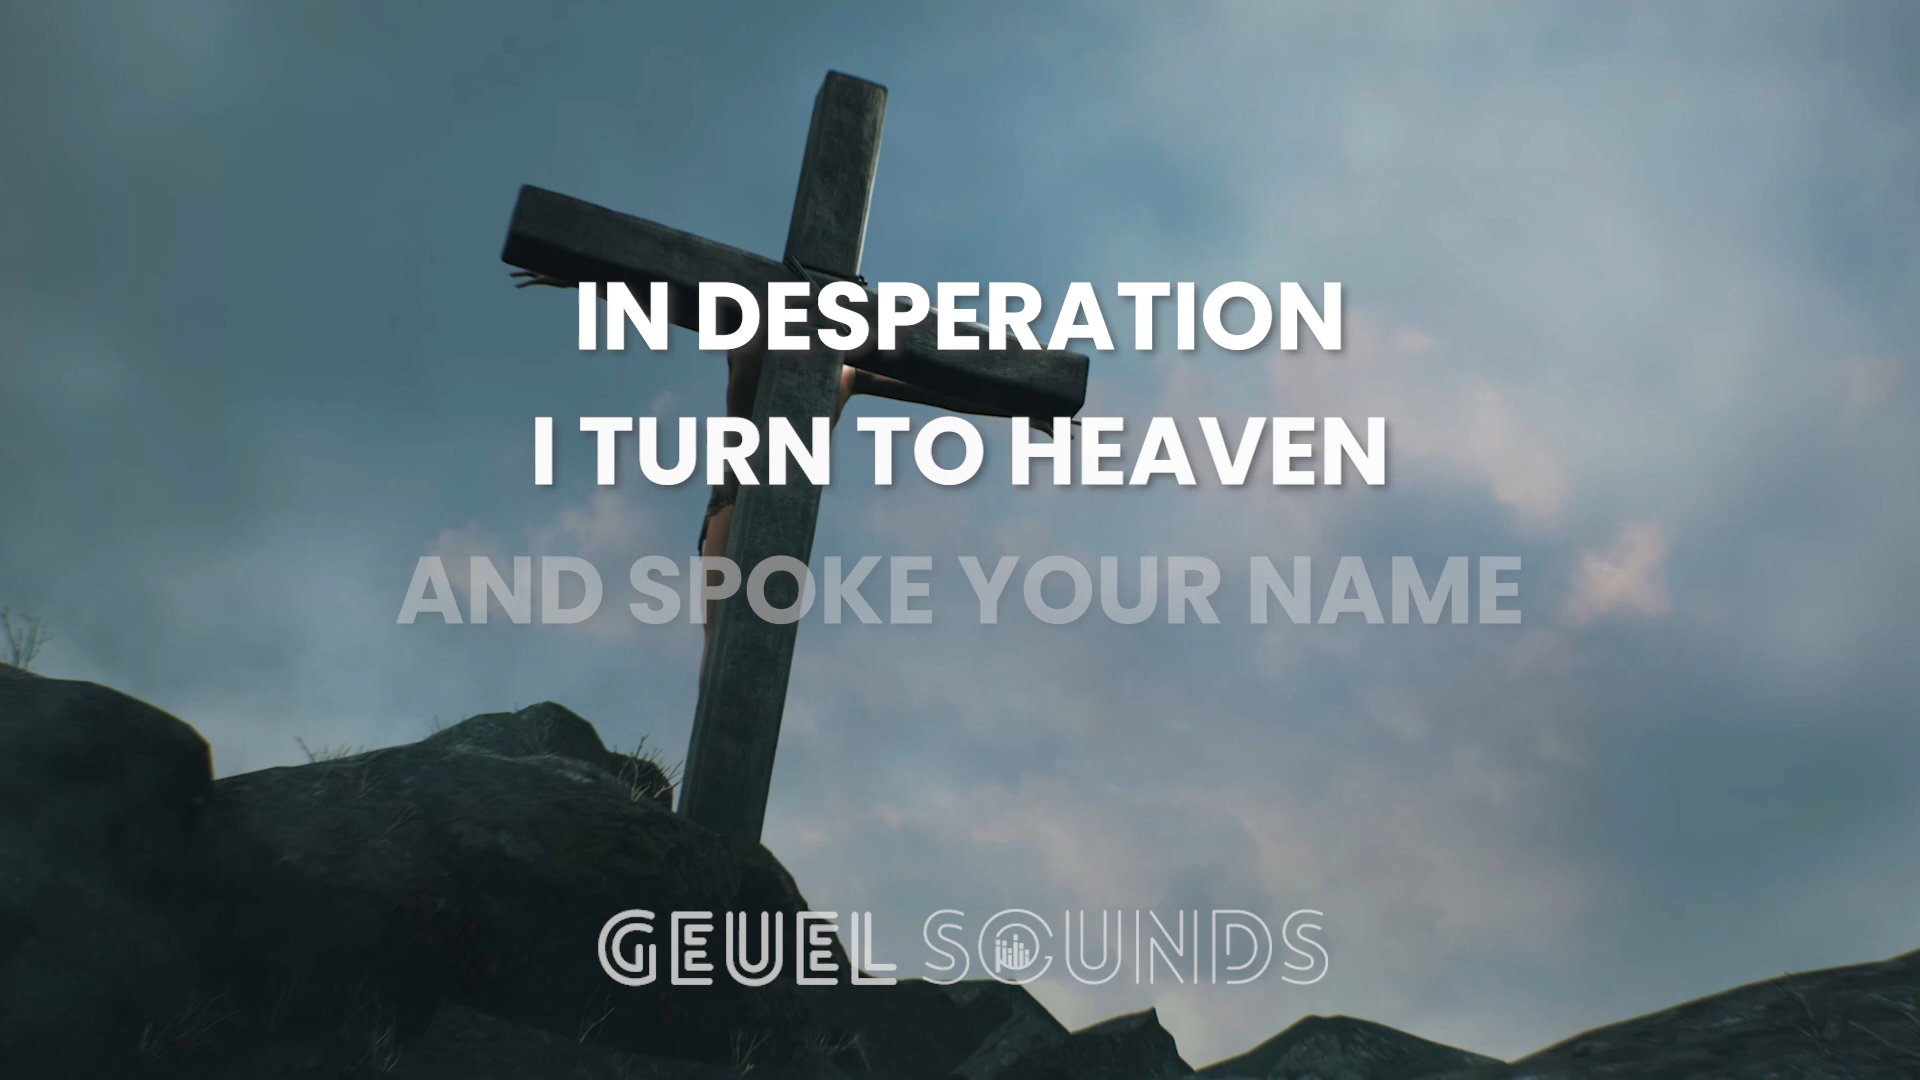 IN DESPERATION
I TURN TO HEAVEN
AND SPOKE YOUR NAME
GEUEL SOUNDS